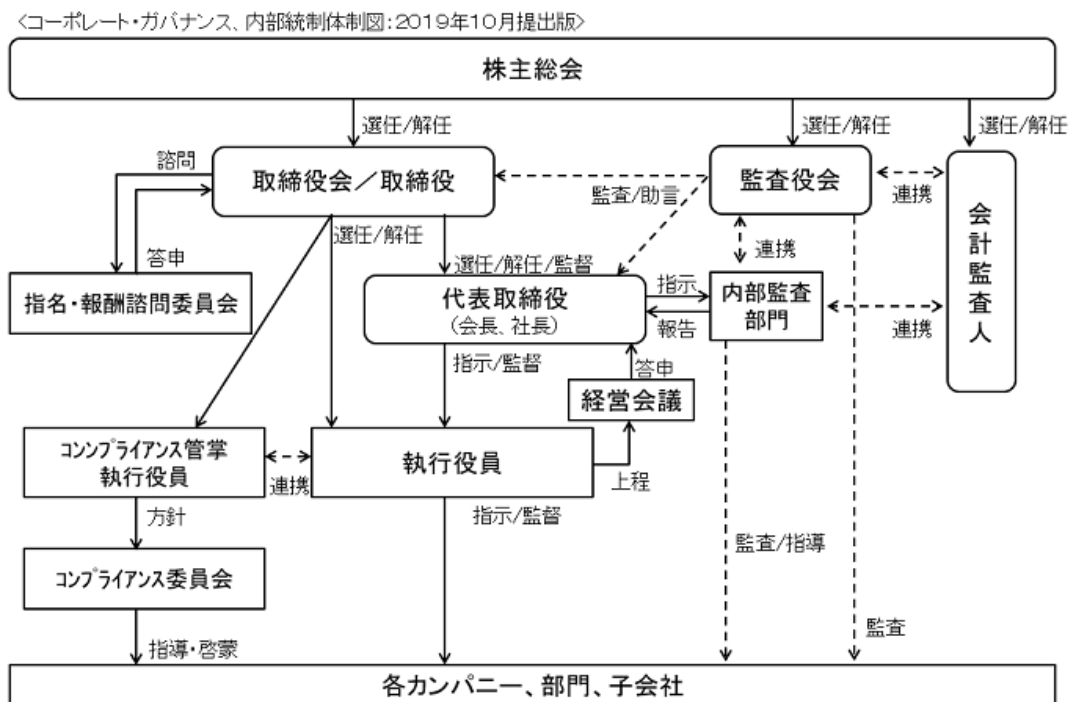 <コーポレート・ガバナンス、内部統制体制図:2019年10月提出版>
株主総会
選任/解任
選任/解任
選任/解任
諮問
取締役会／取締役
監査役会
監査/助言
連携
会計監査人
答申
選任/解任
連携
選任/解任/監督
指名・報酬諮問委員会
代表取締役
(会長、社長)
指示
報告
内部監査
部門
連携
指示/監督
答申
経営会議
コンンプライアンス管掌
執行役員
連携
執行役員
上程
方針
指示/監督
監査/指導
コンプライアンス委員会
監査
指導・啓蒙
各カンパニー、部門、子会社